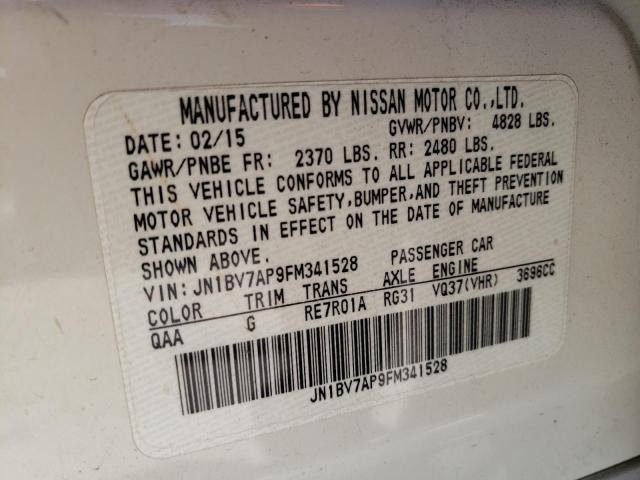 MANUFACTURED BY NISSAN MOTOR CO.,LTD.
DATE: 02/15 GVWR/PNBV: 4828 LBS.
GAWR/PNBE FR: 2370 LBS. RR: 2480 LBS.
THIS VEHICLE CONFORMS TO ALL APPLICABLE FEDERAL
MOTOR VEHICLE SAFETY,BUMPER,AND THEFT PREVENTION
STANDARDS IN EFFECT ON THE DATE OF MANUFACTURE
SHOWN ABOVE.
VIN:JN1BV7AP9FM341528 PASSENGER CAR
COLOR TRIM TRANS AXLE ENGINE
QAA G RE7R01A RG31 VQ37(VHR) 3696CC
JN1BV7AP9FM341528